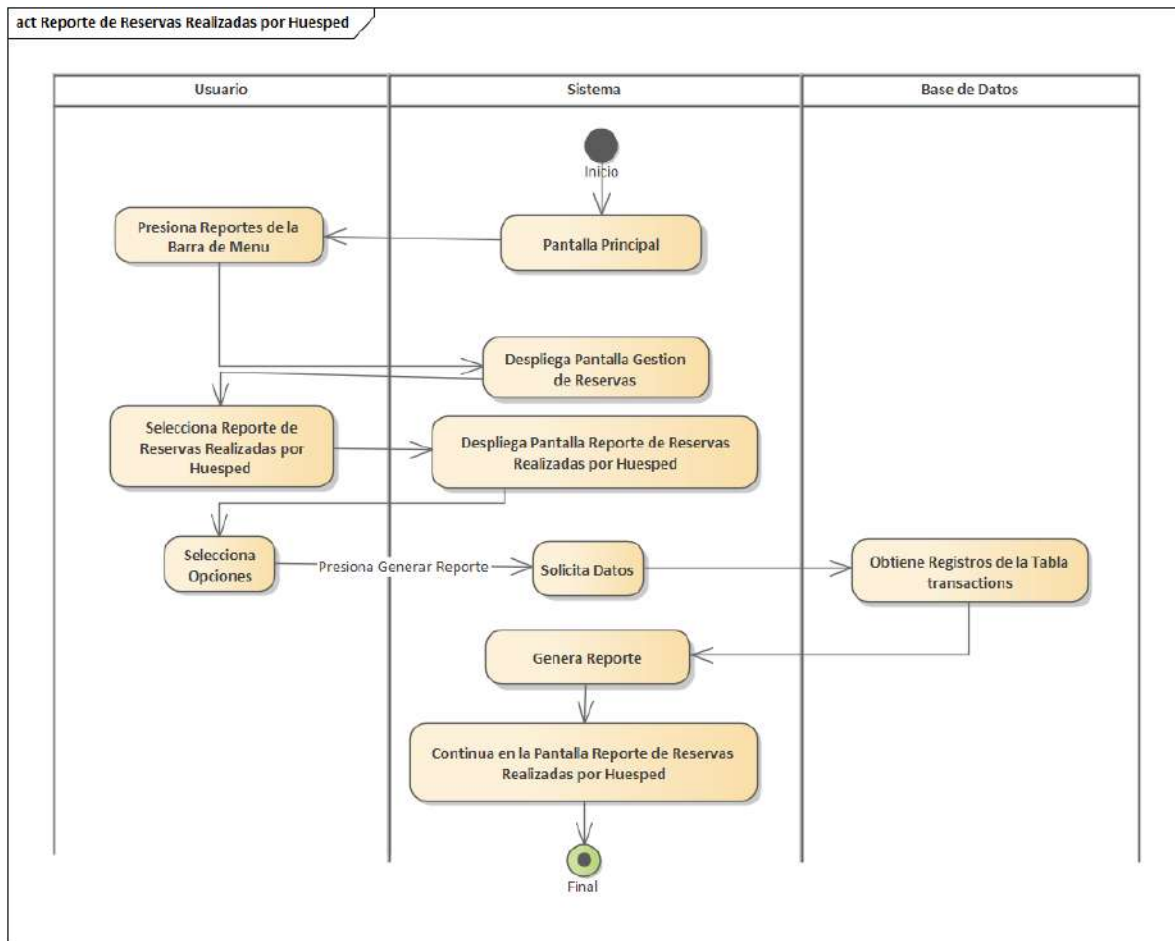 act Reporte de Reservas Realizadas por Huesped
Usuario
Sistema
Base de Datos
Inicio
Presiona Reportes de la
Barra de Menu
Pantalla Principal
Despliega Pantalla Gestion
de Reservas
Selecciona Reporte de
Reservas Realizadas por
Huesped
Despliega Pantalla Reporte de Reservas
Realizadas por Huesped
Selecciona
Opciones
Presiona Generar Reporte
Solicita Datos
Obtiene Registros de la Tabla
transactions
Genera Reporte
Continua en la Pantalla Reporte de Reservas
Realizadas por Huesped
Final